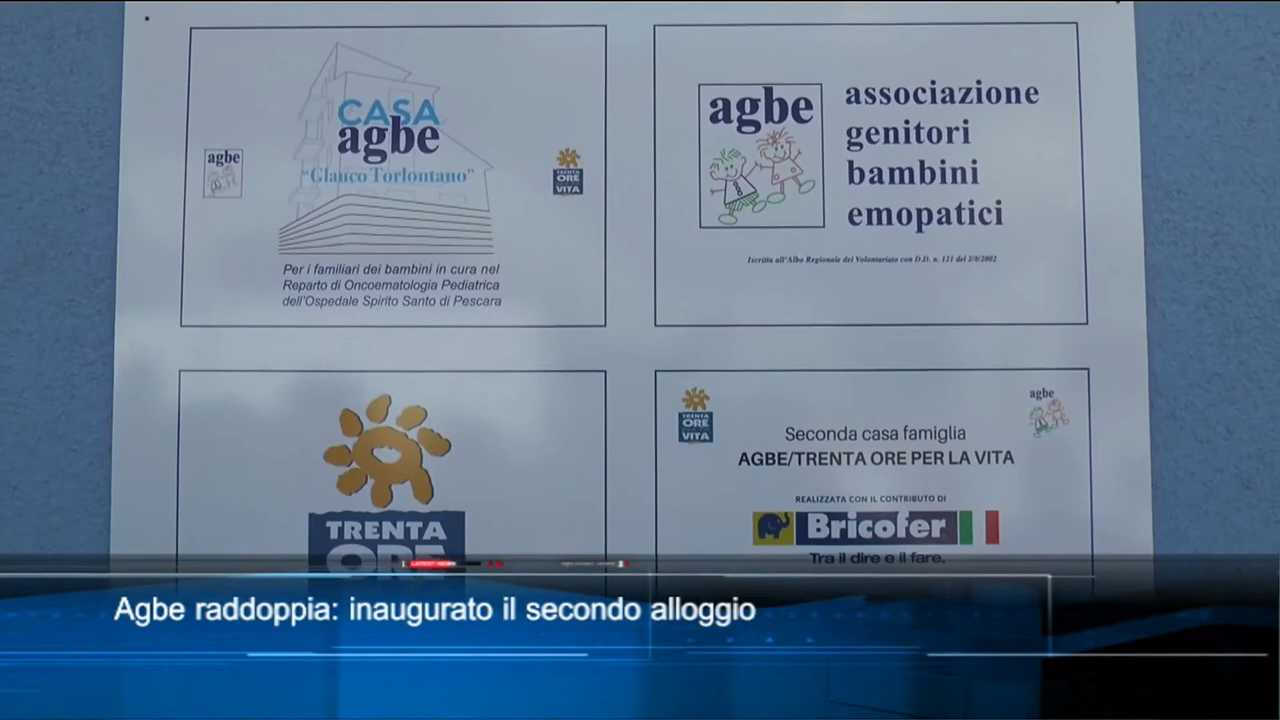 CASA
agbe
"Glauco Torlontano"
agbe
TRENTA
ORE
VITA
Per i familiari dei bambini in cura nel
Reparto di Oncoematologia Pediatrica
dell'Ospedale Spirito Santo di Pescara
agbe
associazione
genitori
bambini
emopatici
Iscritta all'Albo Regionale del Volontariato con D.D. n. 121 del 2/8/2002
TRENTA
ORE
TRENTA
ORE
VITA
agbe
Seconda casa famiglia
AGBE/TRENTA ORE PER LA VITA
REALIZZATA CON IL CONTRIBUTO DI
Bricofer
Tra il dire e il fare.
LATEST NEWS
Agbe raddoppia: inaugurato il secondo alloggio